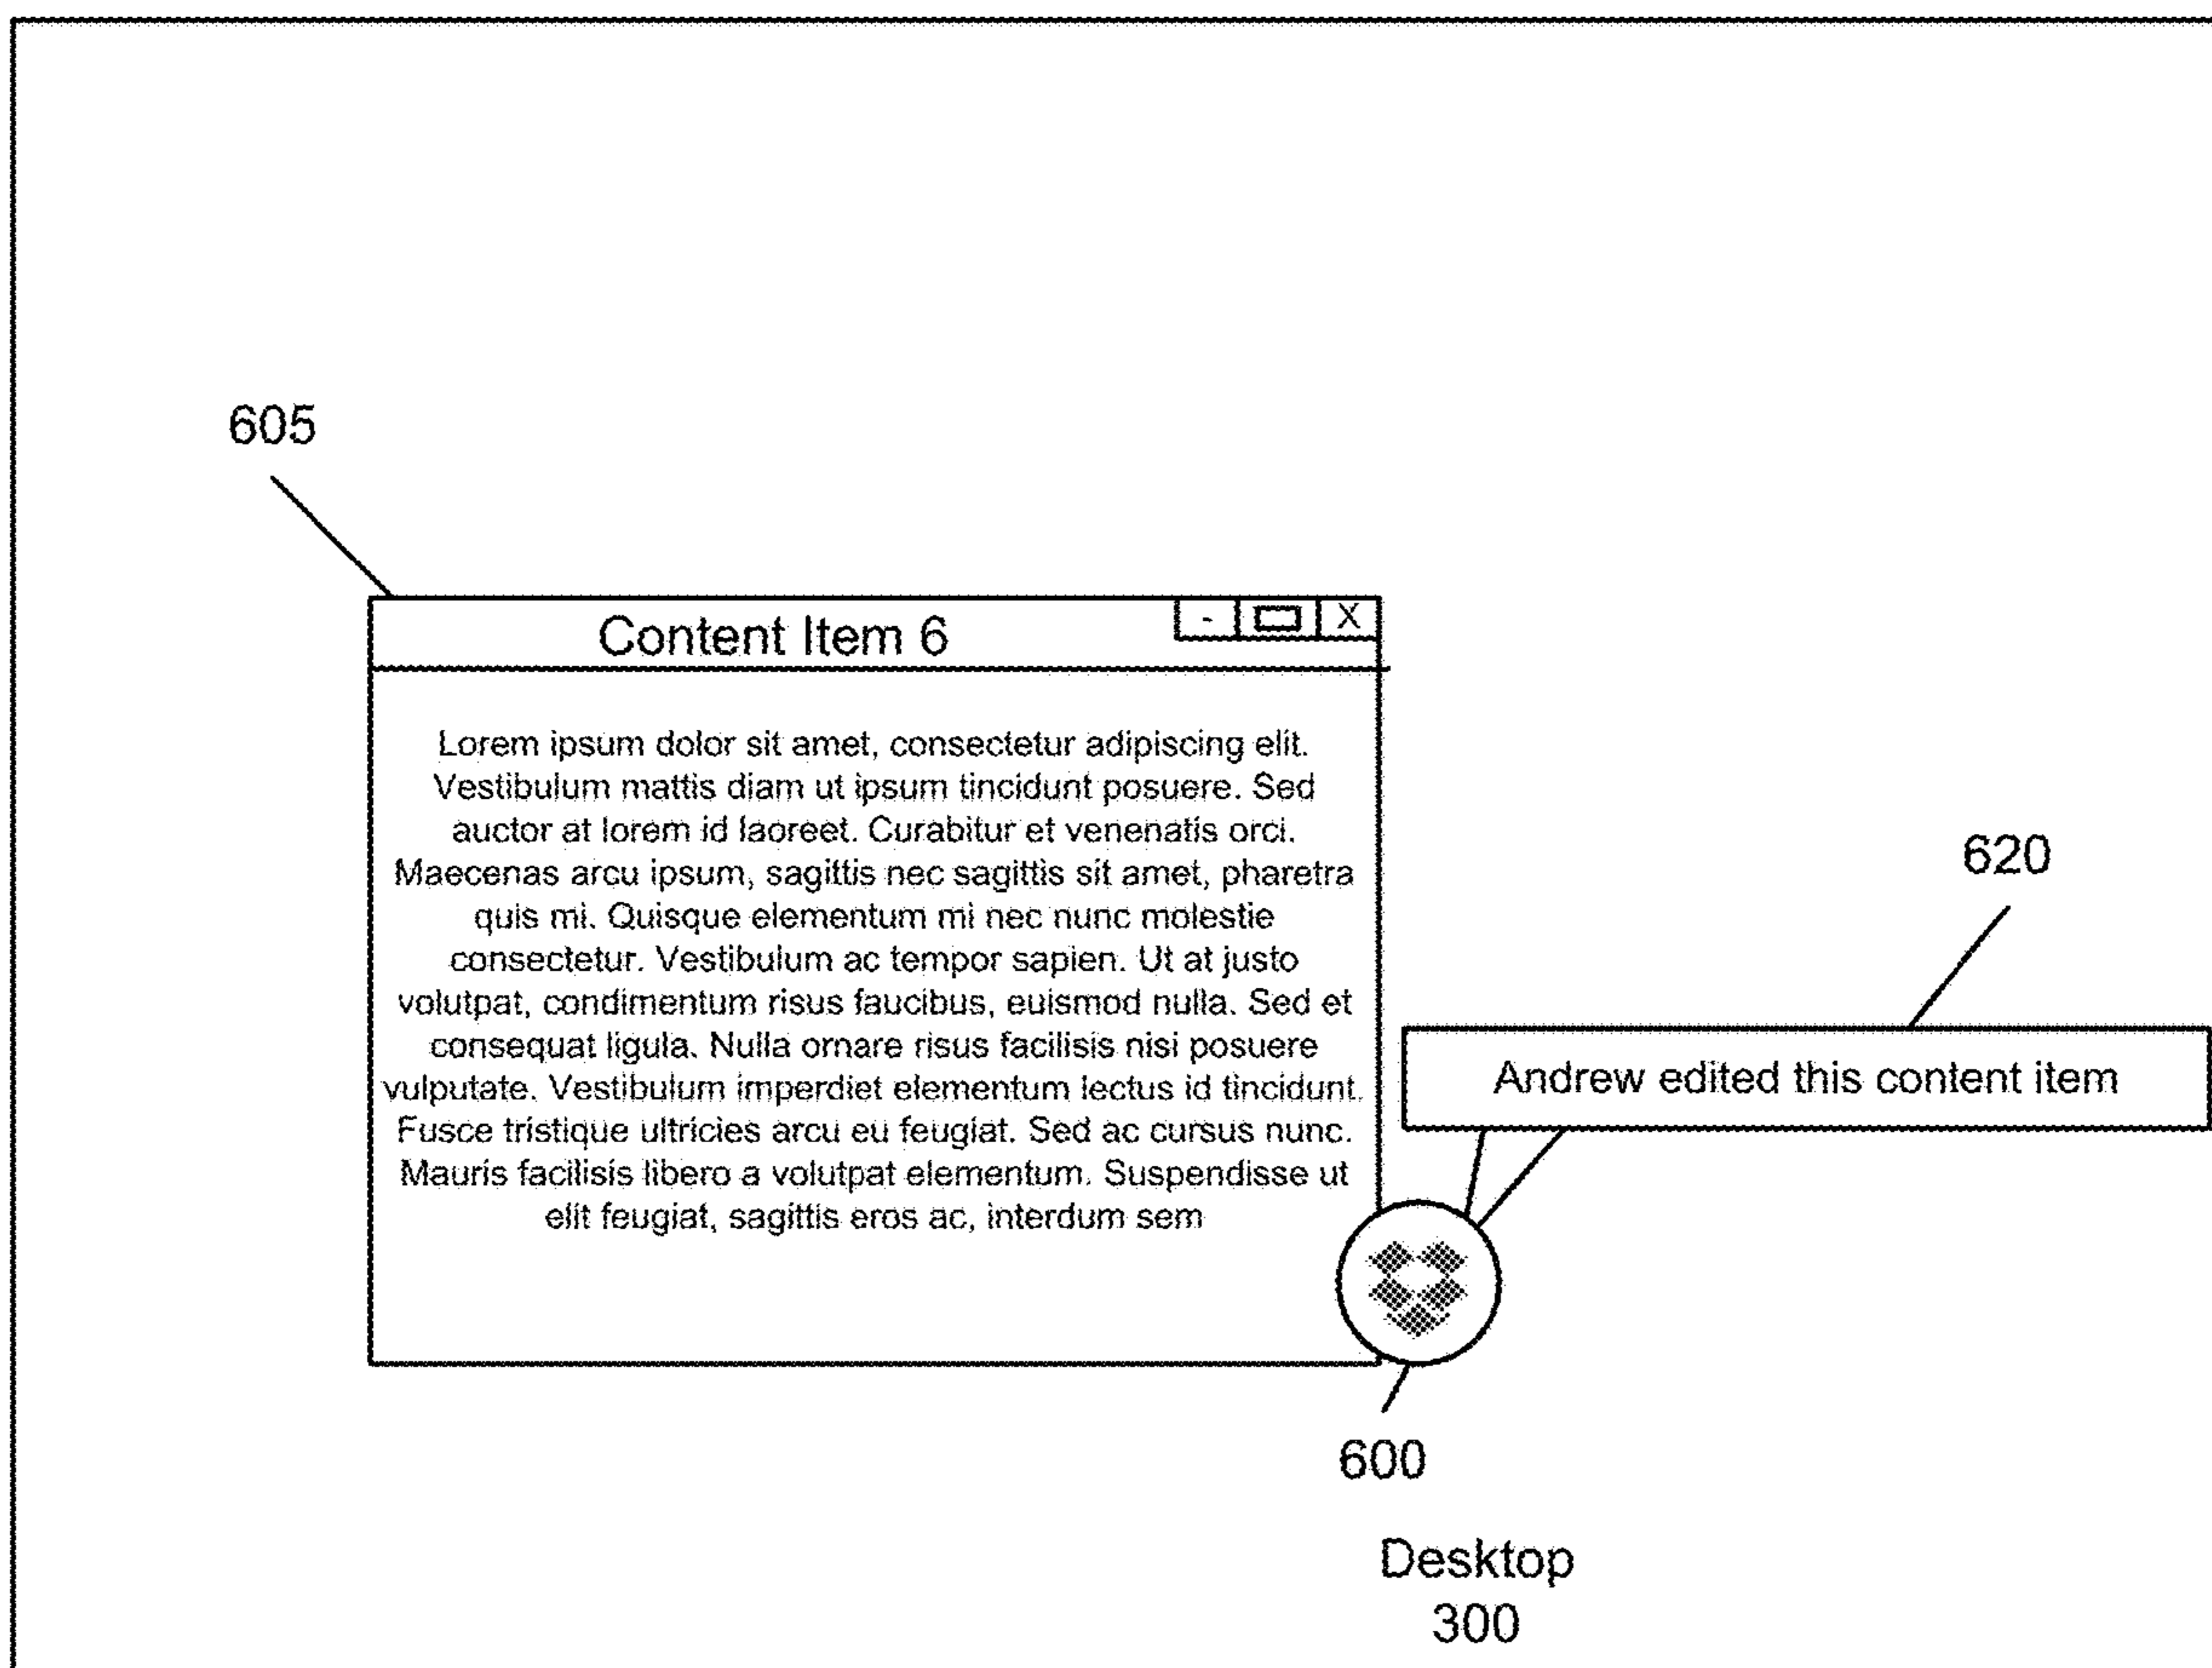 605
Content Item 6
- X
Lorem ipsum dolor sit amet, consectetur adipiscing elit.
Vestibulum mattis diam ut ipsum tincidunt posuere. Sed
auctor at lorem id laoreet. Curabitur et venenatis orci.
Maecenas arcu ipsum, sagittis nec sagittis sit amet, pharetra
quis mi. Quisque elementum mi nec nunc molestie
consectetur. Vestibulum ac tempor sapien. Ut at justo
volutpat, condimentum risus faucibus, euismod nulla. Sed et
consequat ligula. Nulla ornare risus facilisis nisi posuere
vulputate. Vestibulum imperdiet elementum lectus id tincidunt.
Fusce tristique ultricies arcu eu feugiat. Sed ac cursus nunc.
Mauris facilisis libero a volutpat elementum. Suspendisse ut
elit feugiat, sagittis eros ac, interdum sem
620
Andrew edited this content item
600
Desktop
300